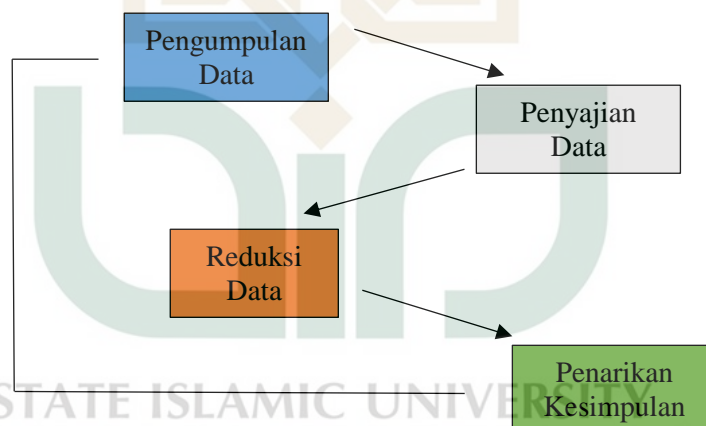 Pengumpulan
Data
Penyajian
Data
Reduksi
Data
Penarikan
Kesimpulan
STATE ISLAMIC UNIVERSITY